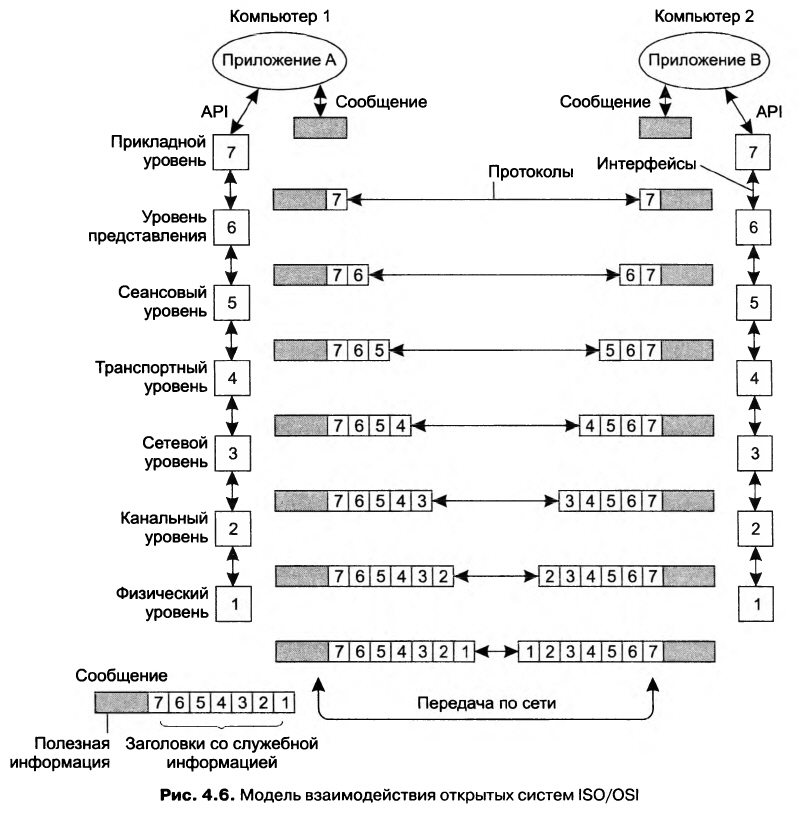 Компьютер 1
Компьютер 2
Приложение A
Приложение B
API
Сообщение
Сообщение
API
Прикладной
уровень
7
7
Протоколы
Интерфейсы
7
7
Уровень
представления
6
6
7 6
6 7
Сеансовый
уровень
5
5
7 6 5
5 6 7
Транспортный
уровень
4
4
7 6 5 4
4 5 6 7
Сетевой
уровень
3
3
7 6 5 4 3
3 4 5 6 7
Канальный
уровень
2
2
7 6 5 4 3 2
2 3 4 5 6 7
Физический
уровень
1
1
7 6 5 4 3 2 1
1 2 3 4 5 6 7
Сообщение
7 6 5 4 3 2 1
Передача по сети
Полезная
информация
Заголовки со служебной
информацией
Рис. 4.6. Модель взаимодействия открытых систем ISO/OSI